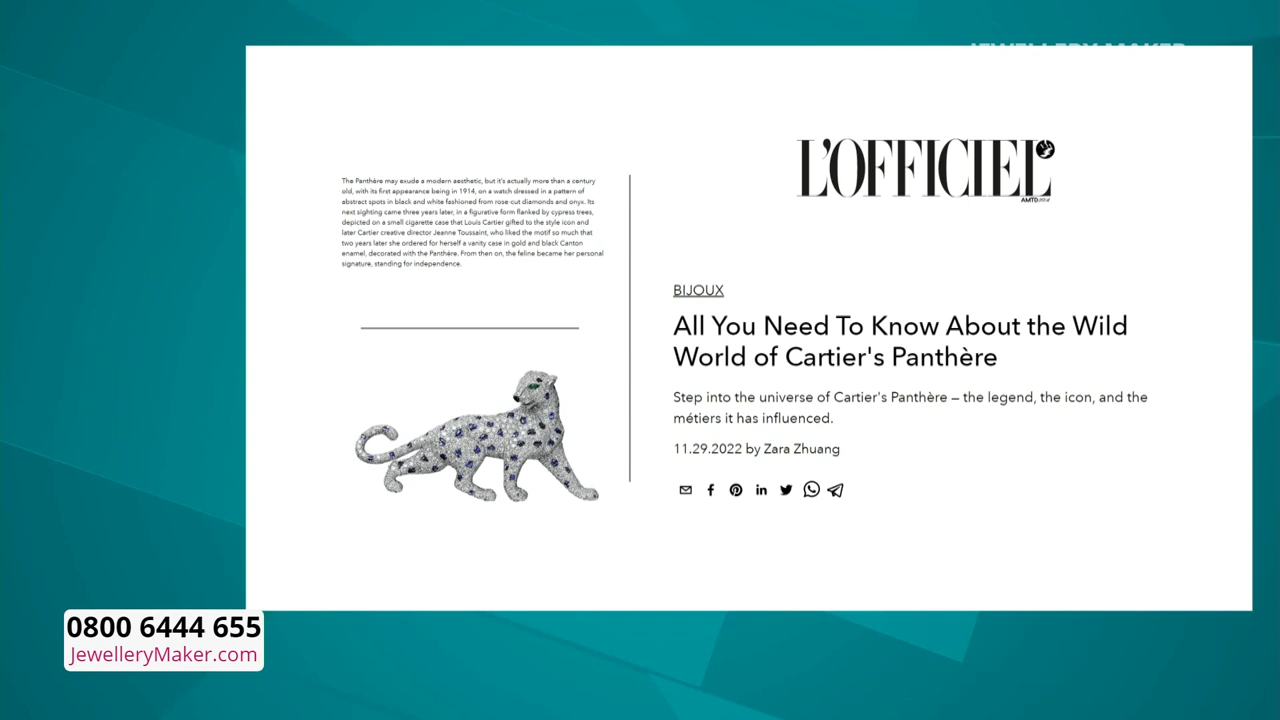 JEWELLERY MAKER
The Panthère may exude a modern aesthetic, but it's actually more than a century
old, with its first appearance being in 1914, on a watch dressed in a pattern of
abstract spots in black and white fashioned from rose-cut diamonds and onyx. Its
next sighting came three years later, in a figurative form flanked by cypress trees,
depicted on a small cigarette case that Louis Cartier gifted to the style icon and
later Cartier creative director Jeanne Toussaint, who liked the motif so much that
two years later she ordered for herself a vanity case in gold and black Canton
enamel, decorated with the Panthère. From then on, the feline became her personal
signature, standing for independence.
L'OFFICIEL
AMTD
BIJOUX
All You Need To Know About the Wild
World of Cartier's Panthère
Step into the universe of Cartier's Panthère – the legend, the icon, and the
métiers it has influenced.
11.29.2022 by Zara Zhuang
0800 6444 655
JewelleryMaker.com